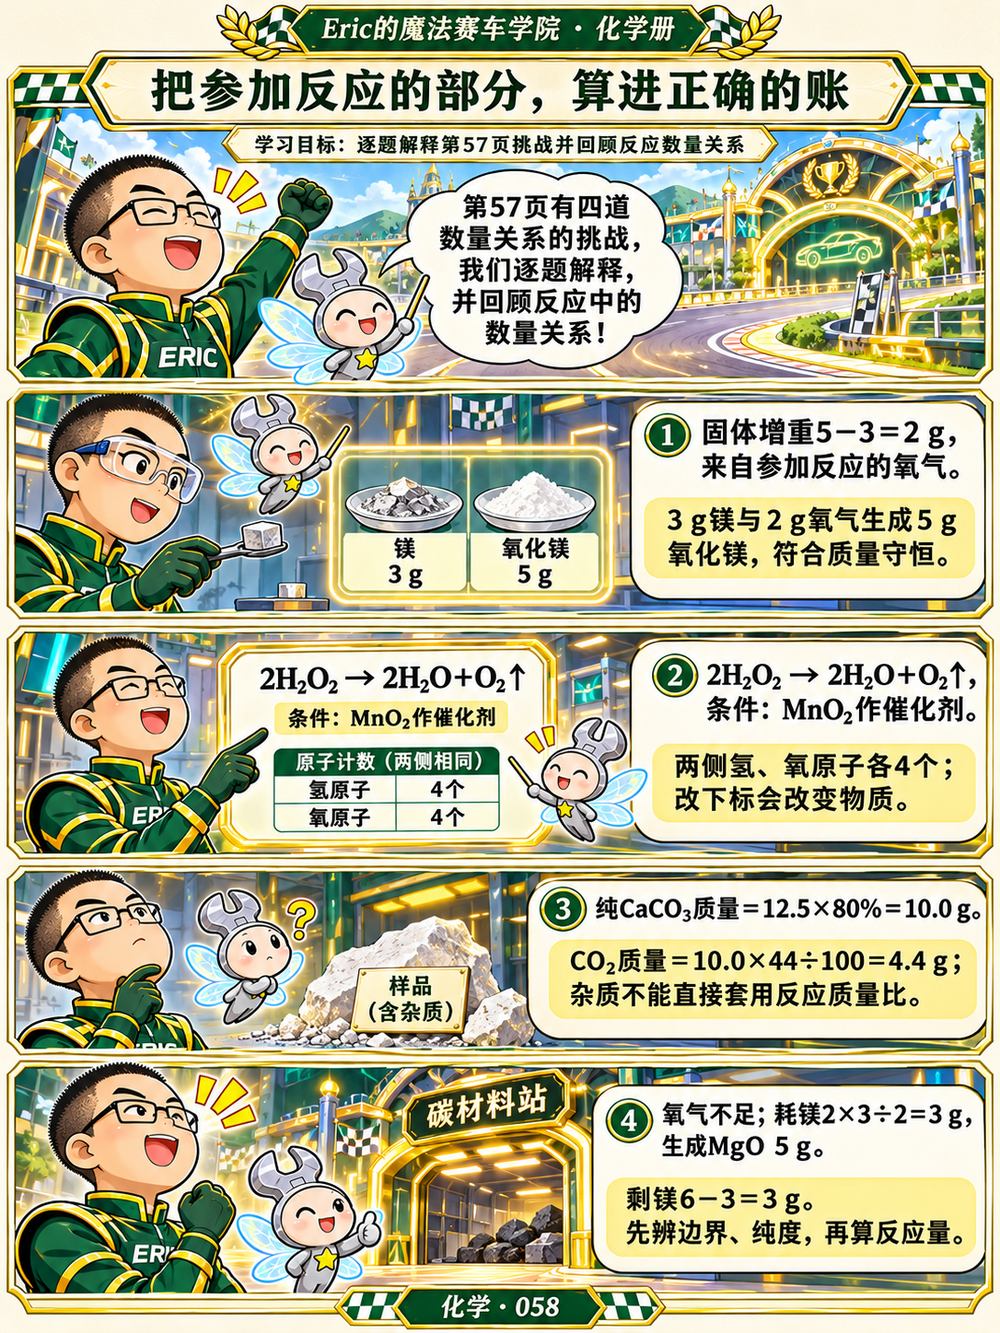 Eric的魔法赛车学院 · 化学册
把参加反应的部分，算进正确的账
学习目标：逐题解释第57页挑战并回顾反应数量关系
第57页有四道
数量关系的挑战，
我们逐题解释，
并回顾反应中的
数量关系！
ERIC
镁
3 g
氧化镁
5 g
1 固体增重5－3＝2 g，
来自参加反应的氧气。
3 g镁与2 g氧气生成5 g
氧化镁，符合质量守恒。
ERI
2H₂O₂ → 2H₂O＋O₂↑
条件：MnO₂作催化剂
原子计数（两侧相同）
氢原子 4个
氧原子 4个
2 2H₂O₂ → 2H₂O＋O₂↑，
条件：MnO₂作催化剂。
两侧氢、氧原子各4个；
改下标会改变物质。
ERIC
?
样品
（含杂质）
3 纯CaCO₃质量＝12.5×80%＝10.0 g。
CO₂质量＝10.0×44÷100＝4.4 g；
杂质不能直接套用反应质量比。
ERI
碳材料站
4 氧气不足；耗镁2×3÷2＝3 g，
生成MgO 5 g。
剩镁6－3＝3 g。
先辨边界、纯度，再算反应量。
化学 · 058